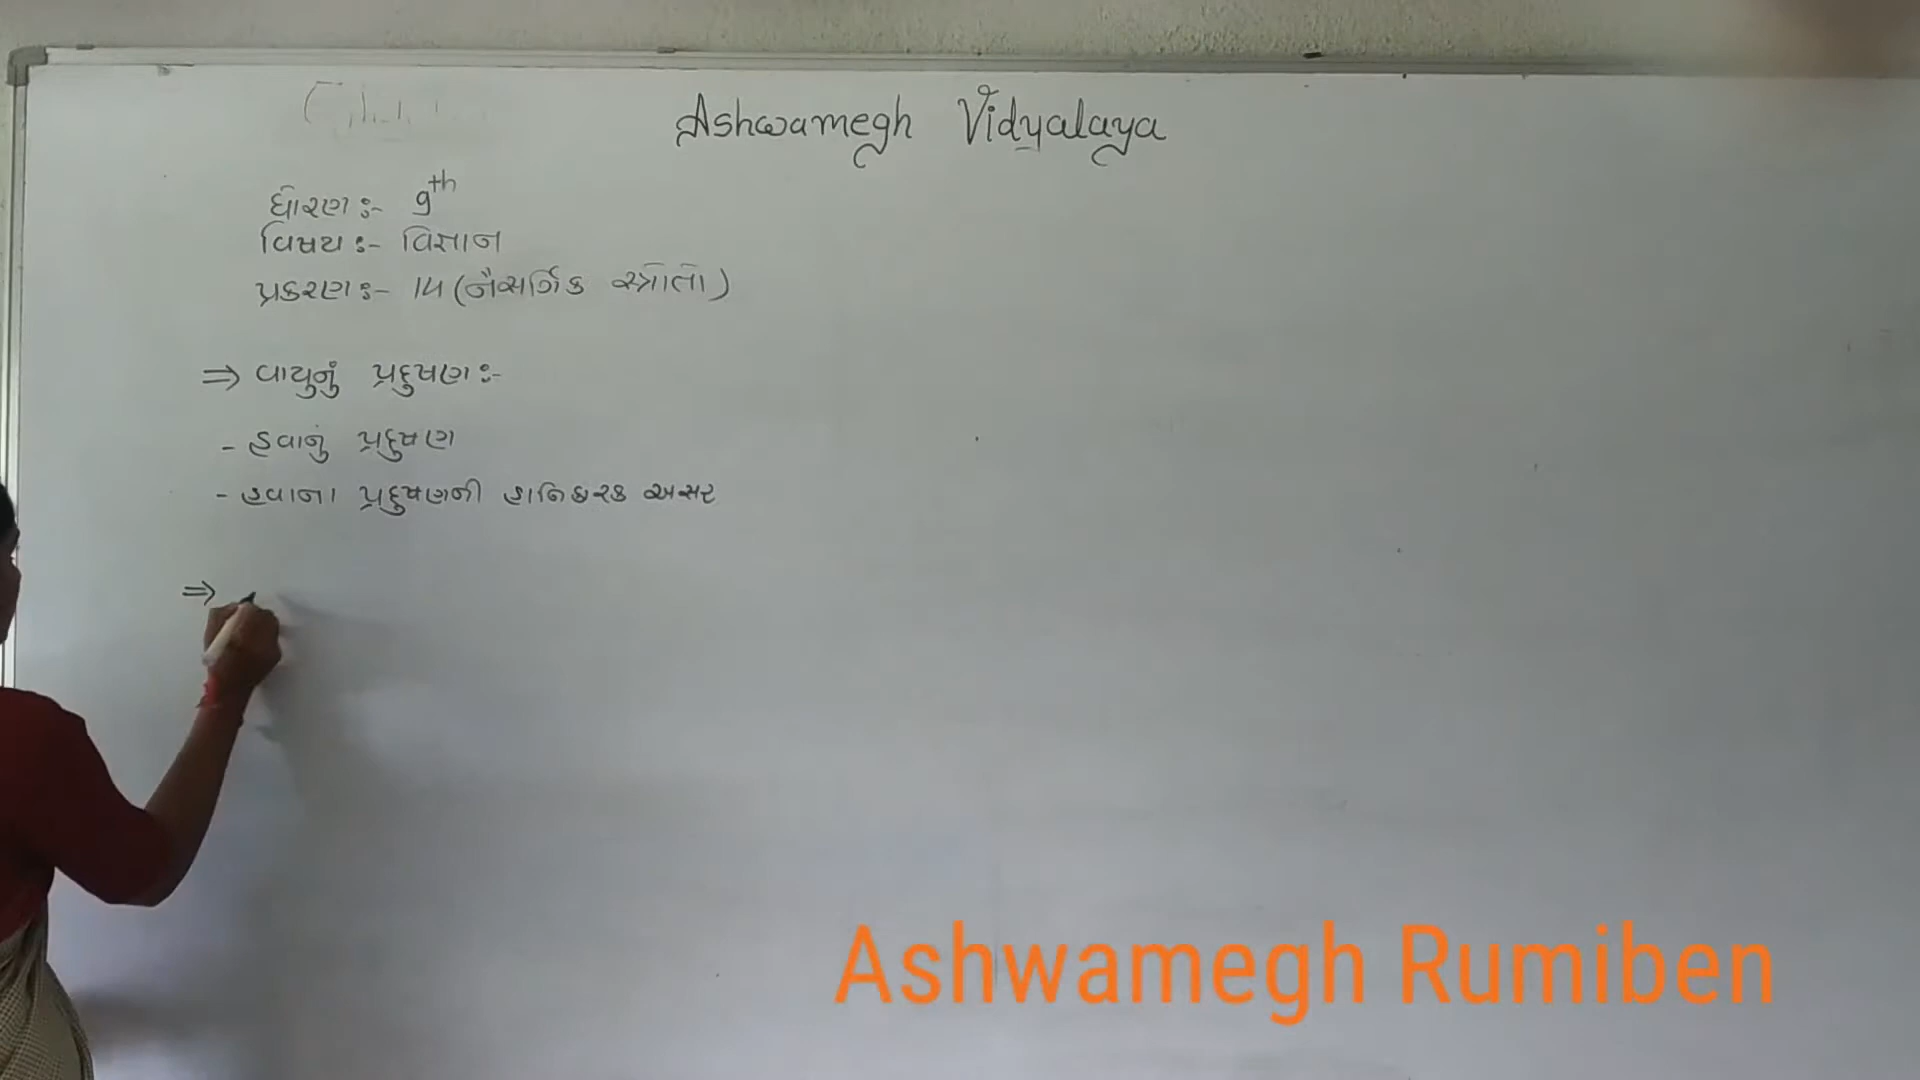 Ashwamegh Vidyalaya
ધોરણ :- 9th
વિષય :- વિજ્ઞાન
પ્રકરણ :- 14 (નૈસર્ગિક સ્ત્રોતો)
⇒ વાયુનું પ્રદુષણ :-
- હવાનું પ્રદુષણ
- હવાના પ્રદુષણની હાનિકારક અસર
⇒
Ashwamegh Rumiben